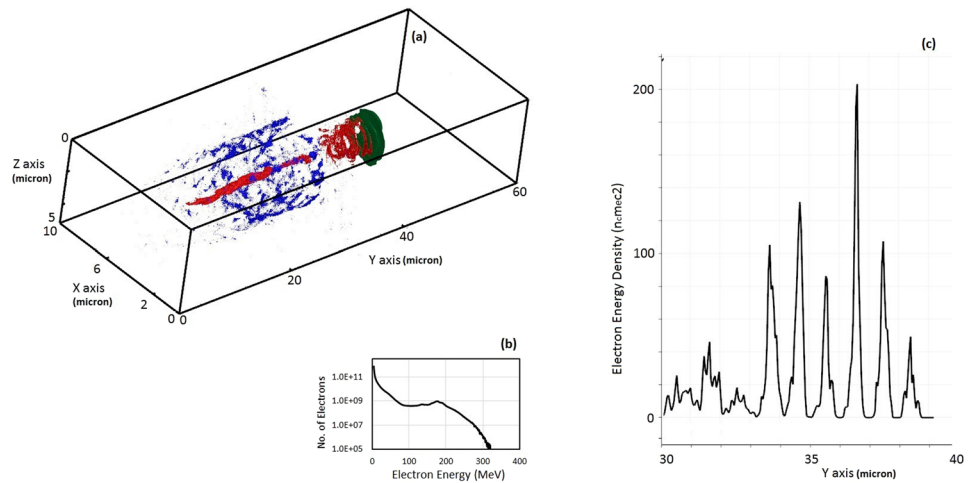 (a)
0
Z axis
(micron)
5
10
6
X axis
(micron)
2
0
0
20
40
60
Y axis (micron)
(b)
No. of Electrons
1.0E+11
1.0E+09
1.0E+07
1.0E+05
0
100
200
300
400
Electron Energy (MeV)
(c)
Electron Energy Density (ncmec2)
200
100
0
30
35
40
Y axis (micron)